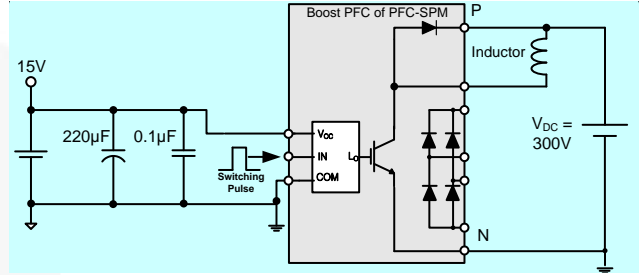 Boost PFC of PFC-SPM
P
Inductor
15V
220µF
0.1µF
VCC
IN
COM
LO
Switching
Pulse
VDC =
300V
N